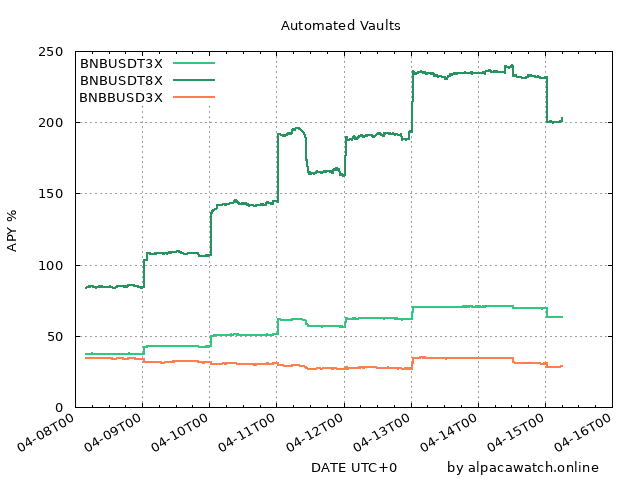 Automated Vaults
250
200
150
100
50
0
APY %
BNBUSDT3X
BNBUSDT8X
BNBBUSD3X
04-08T00
04-09T00
04-10T00
04-11T00
04-12T00
04-13T00
04-14T00
04-15T00
04-16T00
DATE UTC+0
by alpacawatch.online